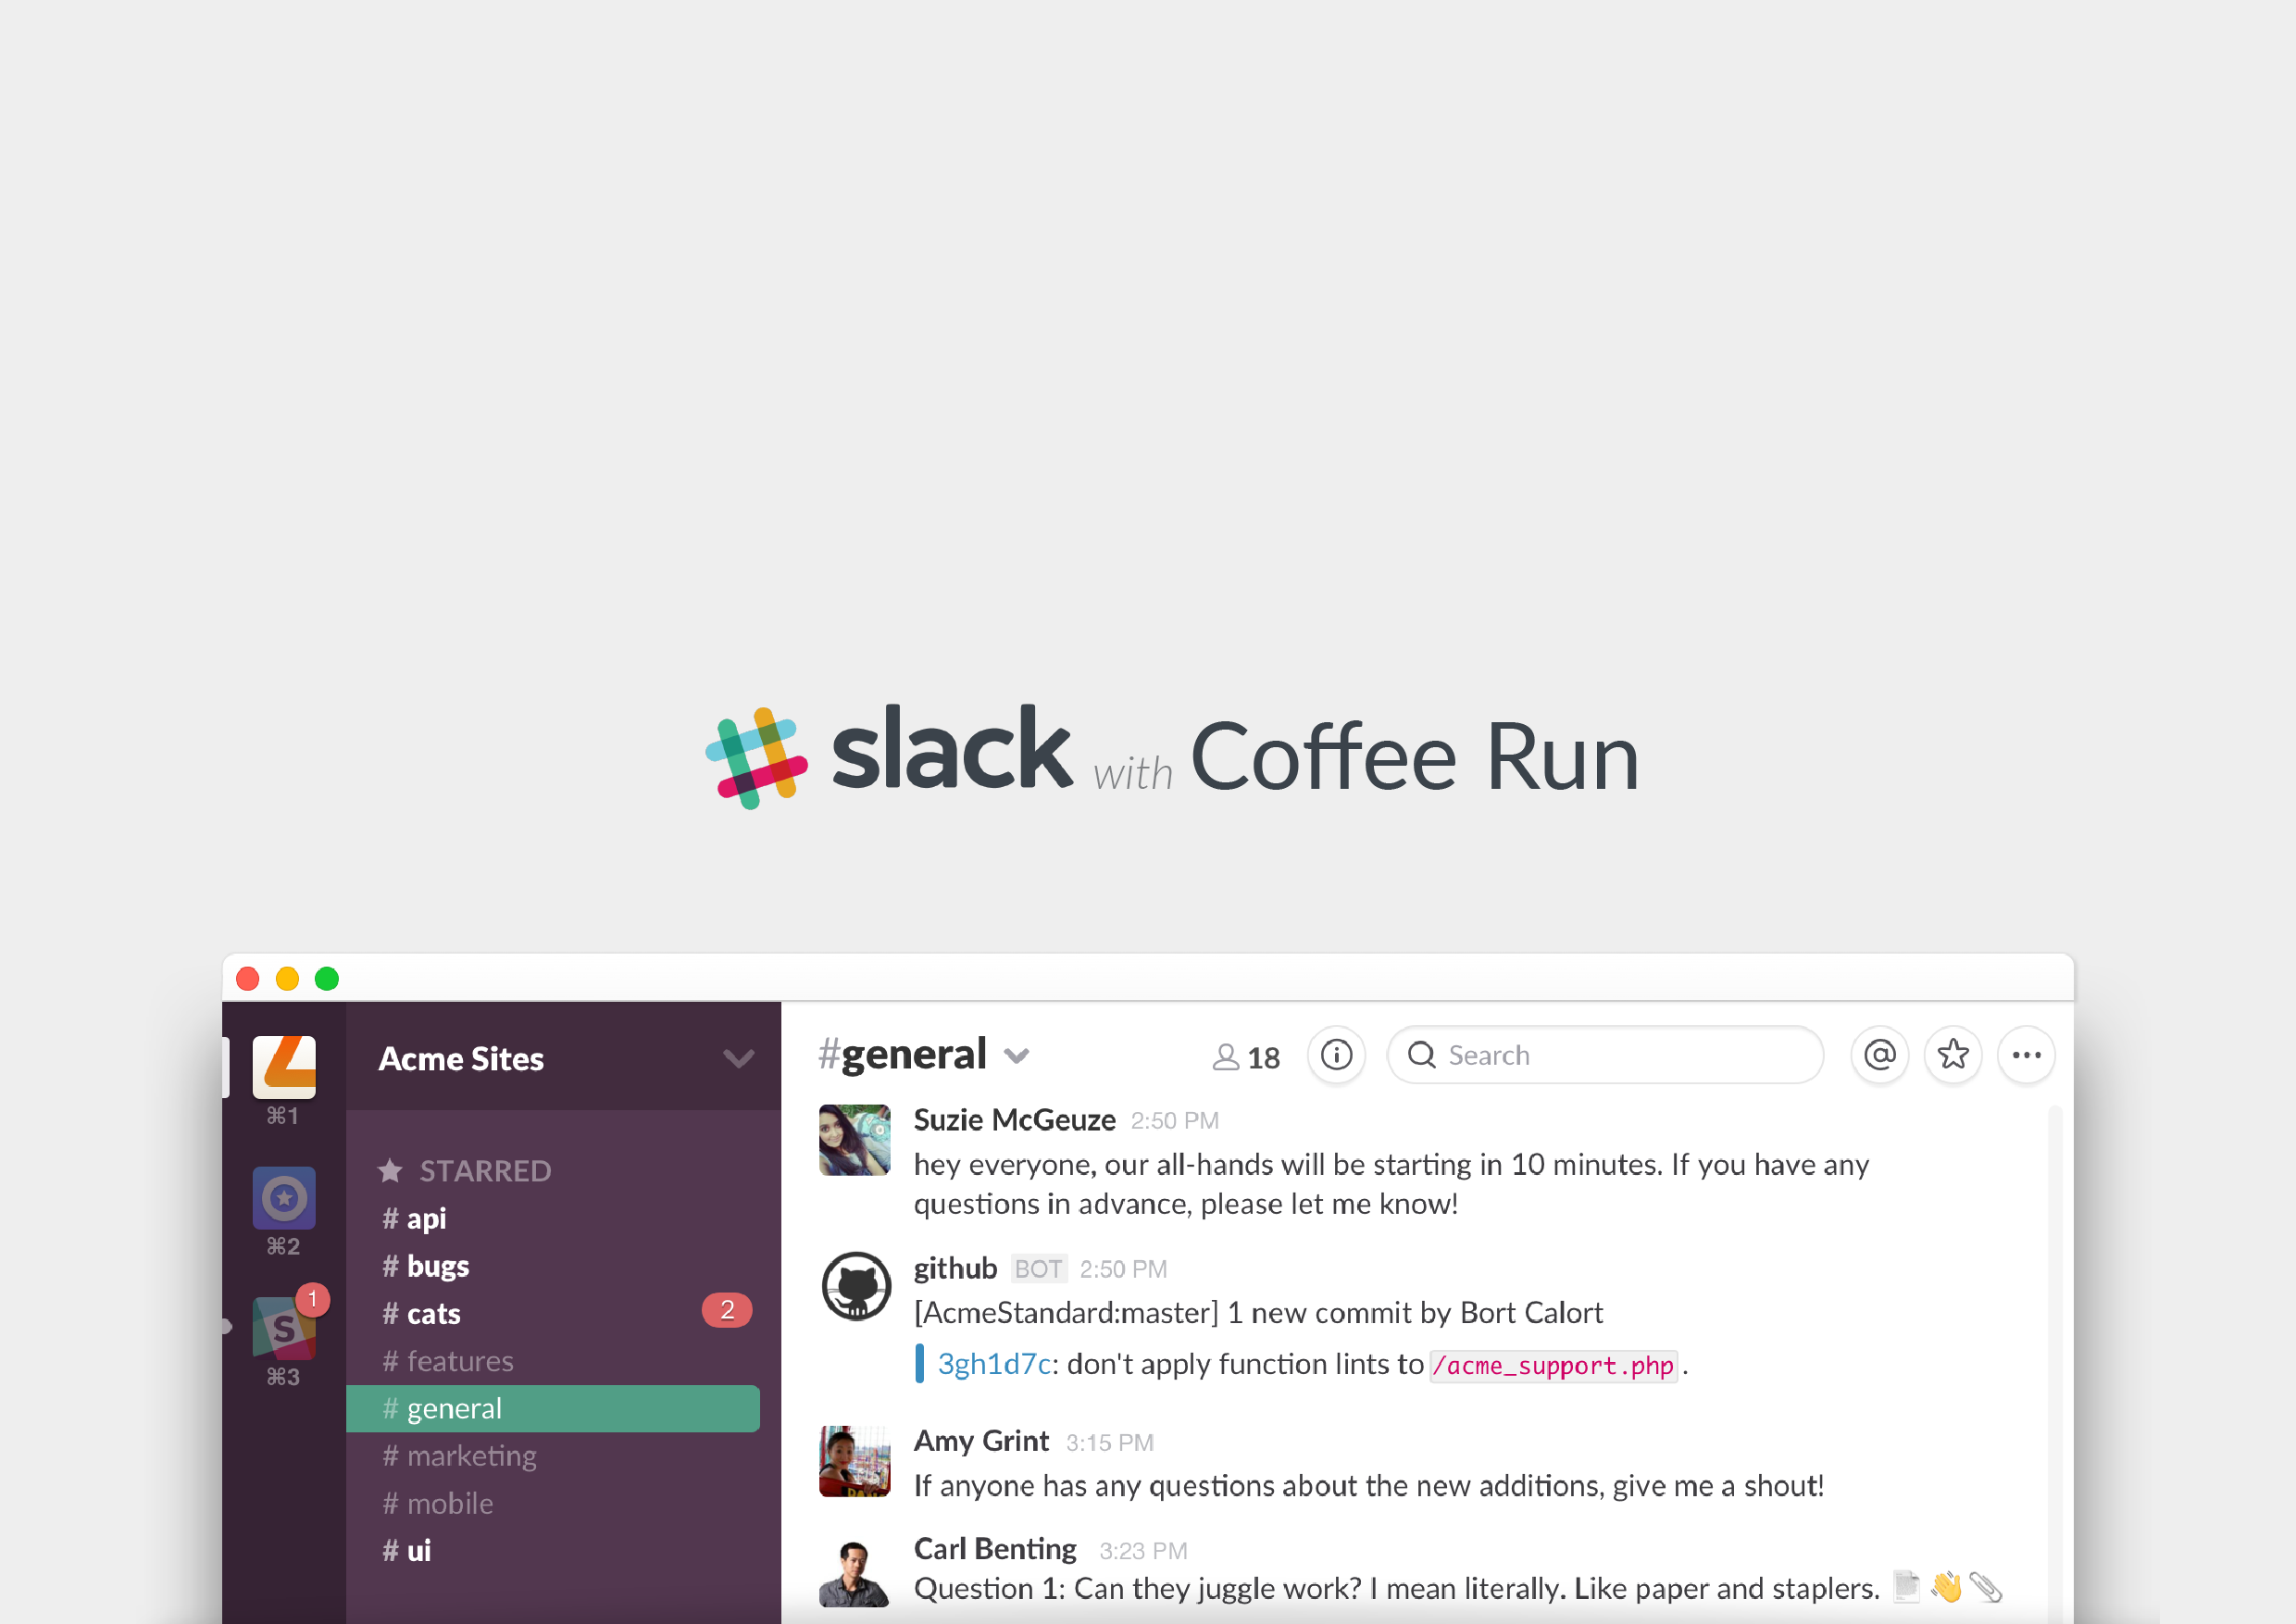 slack with Coffee Run
⌘1
⌘2
1
S
⌘3
Acme Sites
STARRED
# api
# bugs
# cats 2
# features
# general
# marketing
# mobile
# ui
#general 18 Search
Suzie McGeuze 2:50 PM
hey everyone, our all-hands will be starting in 10 minutes. If you have any
questions in advance, please let me know!
github BOT 2:50 PM
[AcmeStandard:master] 1 new commit by Bort Calort
3gh1d7c: don't apply function lints to /acme_support.php.
Amy Grint 3:15 PM
If anyone has any questions about the new additions, give me a shout!
Carl Benting 3:23 PM
Question 1: Can they juggle work? I mean literally. Like paper and staplers. 📄👋📎